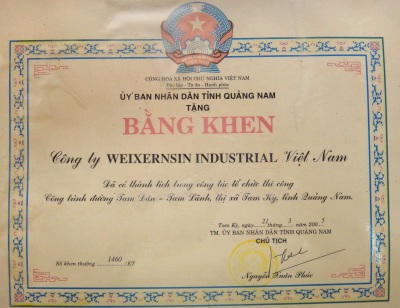 CỘNG HÒA XÃ HỘI CHỦ NGHĨA VIỆT NAM
Độc lập - Tự do - Hạnh phúc
ỦY BAN NHÂN DÂN TỈNH QUẢNG NAM
TẶNG
BẰNG KHEN
Công ly WEIXERNSIN INDUSTRIAL Việt Nam
Đã có thành tích trong công tác tổ chức thi công
Công trình đường Tam Dân - Tam Lãnh, thị xã Tam Kỳ, tỉnh Quảng Nam.
Tam Kỳ, ngày 21 tháng 3 năm 2005
TM. ỦY BAN NHÂN DÂN TỈNH QUẢNG NAM
CHỦ TỊCH
Số khen thưởng 1460
Nguyễn Xuân Phúc